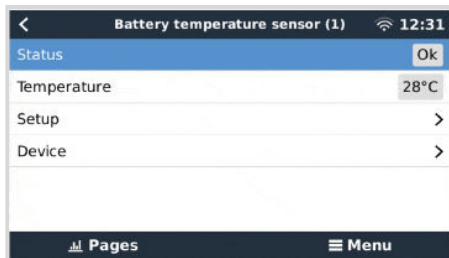 Battery temperature sensor (1) 12:31
Status Ok
Temperature 28°C
Setup
Device
Pages Menu